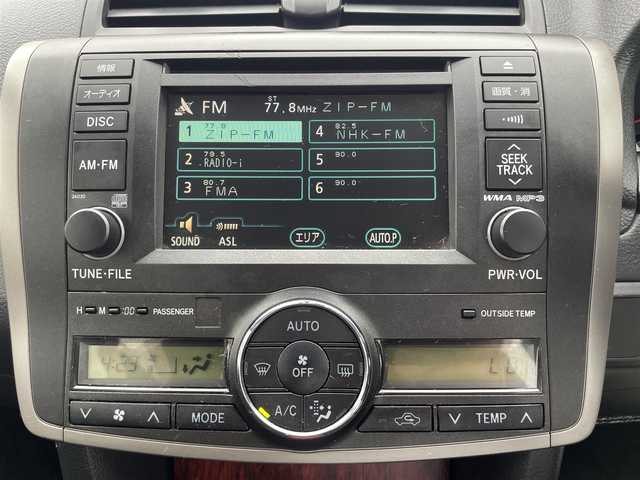 情報
オーディオ
DISC
AM・FM
24030
TUNE・FILE
FM ST 77.8MHz ZIP-FM
1 77.8 ZIP-FM
4 82.5 NHK-FM
2 79.5 RADIO-i
5 90.0
3 80.7 FMA
6 90.0
SOUND ASL エリア AUTO.P
画質・消
SEEK
TRACK
WMA MP3
PWR・VOL
H M :00 PASSENGER
OUTSIDE TEMP
4:23
AUTO
OFF
A/C
MODE
TEMP